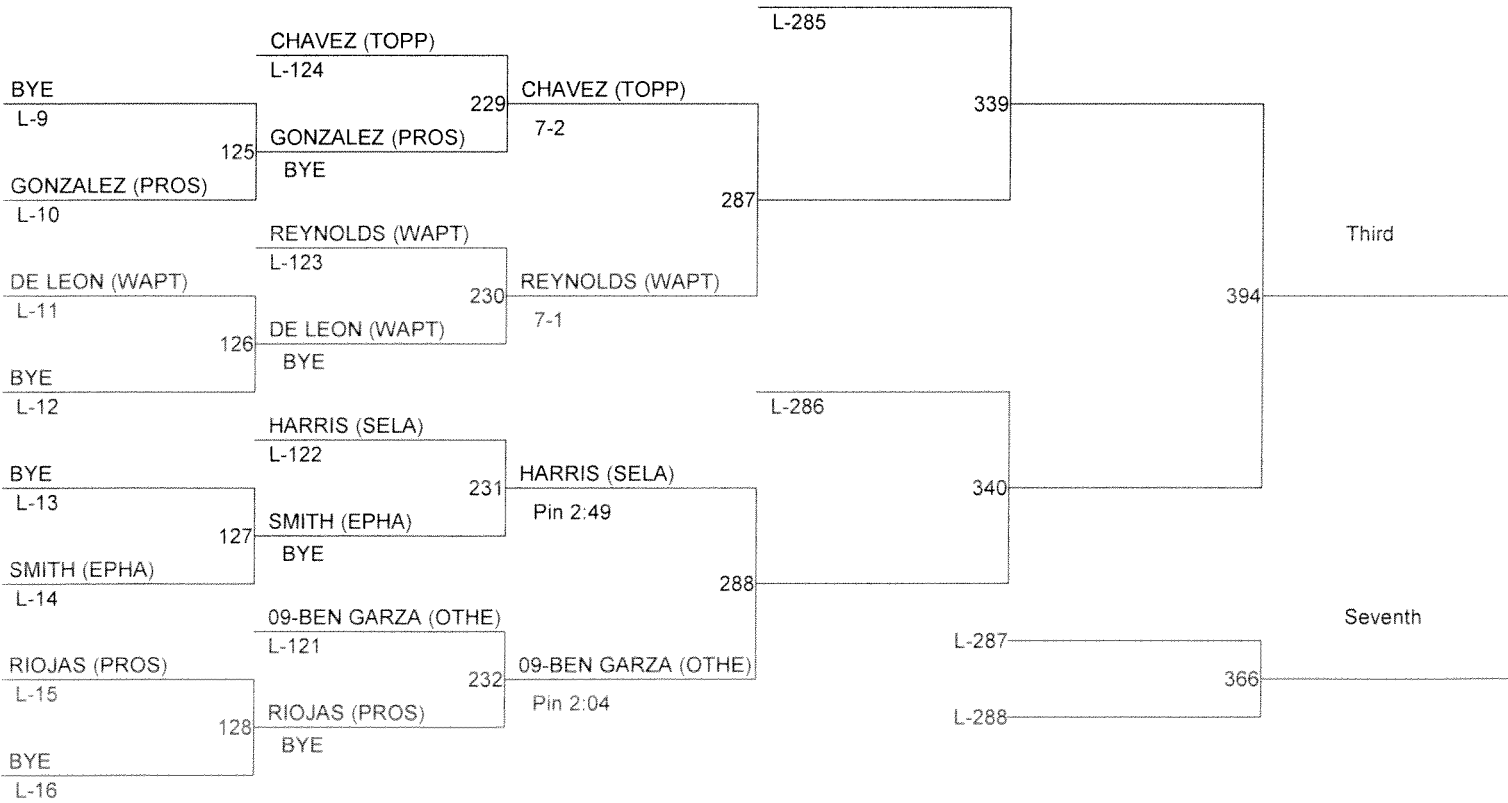 L-285
CHAVEZ (TOPP)
L-124
BYE
L-9
229
CHAVEZ (TOPP)
7-2
339
125
GONZALEZ (PROS)
BYE
GONZALEZ (PROS)
L-10
287
REYNOLDS (WAPT)
L-123
Third
DE LEON (WAPT)
L-11
230
REYNOLDS (WAPT)
7-1
394
126
DE LEON (WAPT)
BYE
BYE
L-12
L-286
HARRIS (SELA)
L-122
BYE
L-13
231
HARRIS (SELA)
Pin 2:49
340
127
SMITH (EPHA)
BYE
SMITH (EPHA)
L-14
288
09-BEN GARZA (OTHE)
L-121
Seventh
L-287
RIOJAS (PROS)
L-15
232
09-BEN GARZA (OTHE)
Pin 2:04
366
128
RIOJAS (PROS)
BYE
L-288
BYE
L-16